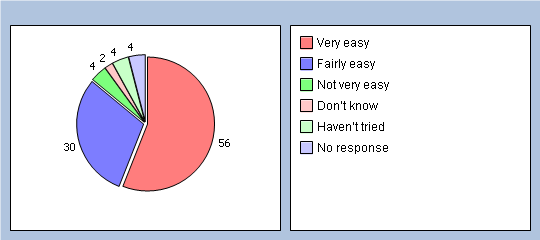 4
2
4
4
30
56
Very easy
Fairly easy
Not very easy
Don't know
Haven't tried
No response